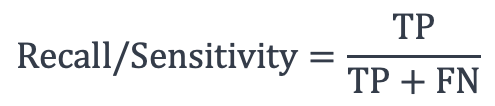 Recall/Sensitivity = TP / TP + FN